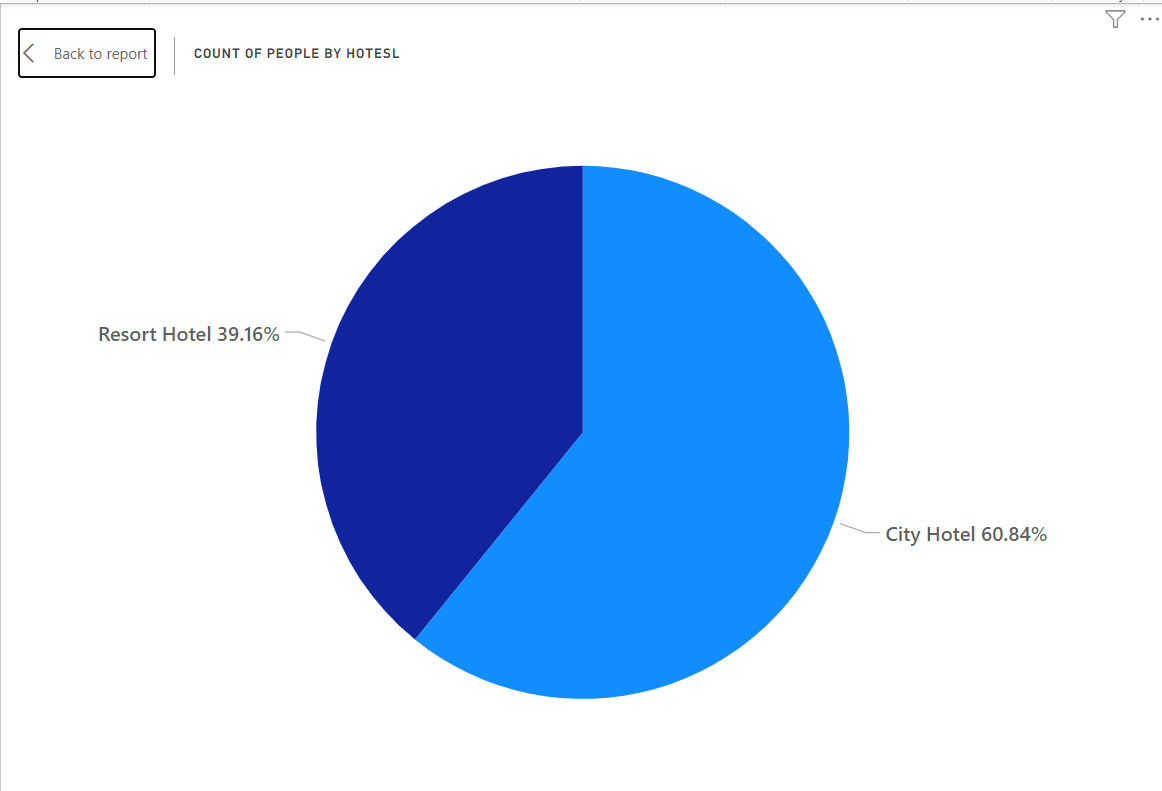 Back to report
COUNT OF PEOPLE BY HOTESL
Resort Hotel 39.16%
City Hotel 60.84%